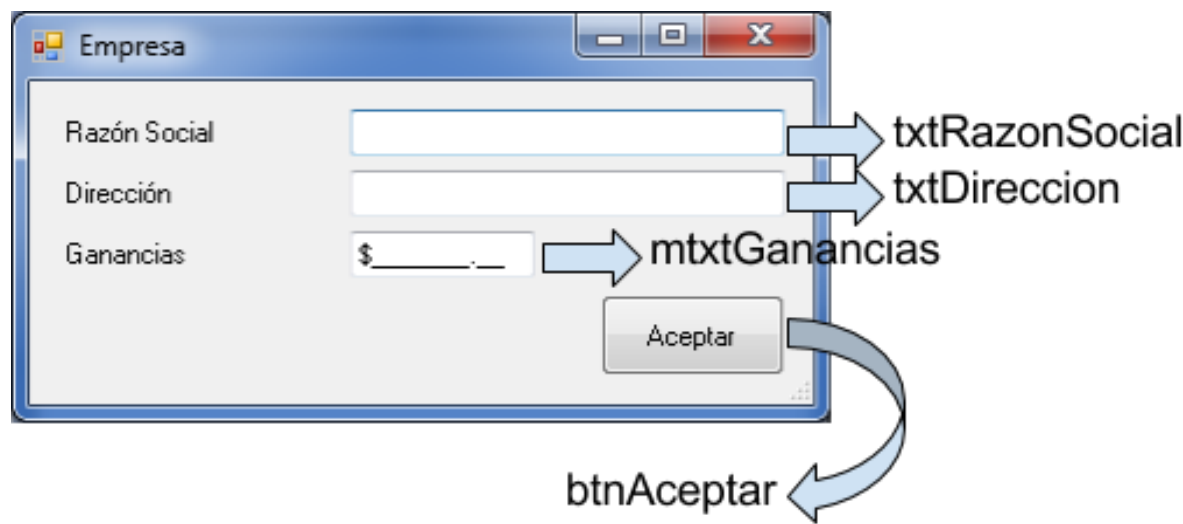 Empresa
Razón Social
txtRazonSocial
Dirección
txtDireccion
Ganancias
$_______.__
mtxtGanancias
Aceptar
btnAceptar